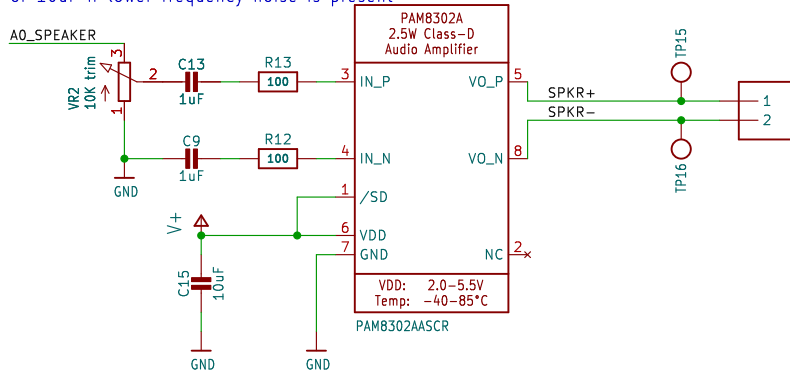 or 10uF if lower frequency noise is present
A0_SPEAKER
3
2
1
VR2
10K trim
C13
1uF
R13
100
C9
1uF
R12
100
GND
PAM8302A
2.5W Class-D
Audio Amplifier
3
IN_P
4
IN_N
1
/SD
6
VDD
7
GND
VO_P
5
VO_N
8
NC
2
VDD: 2.0-5.5V
Temp: -40-85°C
PAM8302AASCR
V+
C15
10uF
GND
GND
SPKR+
SPKR-
TP15
TP16
1
2